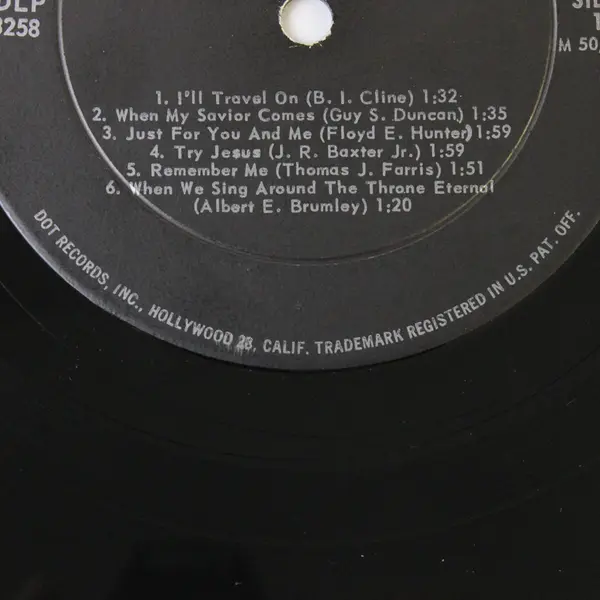 DLP
3258
SIDE
1
M 50,
1. I'll Travel On (B. I. Cline) 1:32
2. When My Savior Comes (Guy S. Duncan) 1:35
3. Just For You And Me (Floyd E. Hunter) 1:59
4. Try Jesus (J. R. Baxter Jr.) 1:59
5. Remember Me (Thomas J. Farris) 1:51
6. When We Sing Around The Throne Eternal
(Albert E. Brumley) 1:20
DOT RECORDS, INC., HOLLYWOOD 28, CALIF. TRADEMARK REGISTERED IN U.S. PAT. OFF.